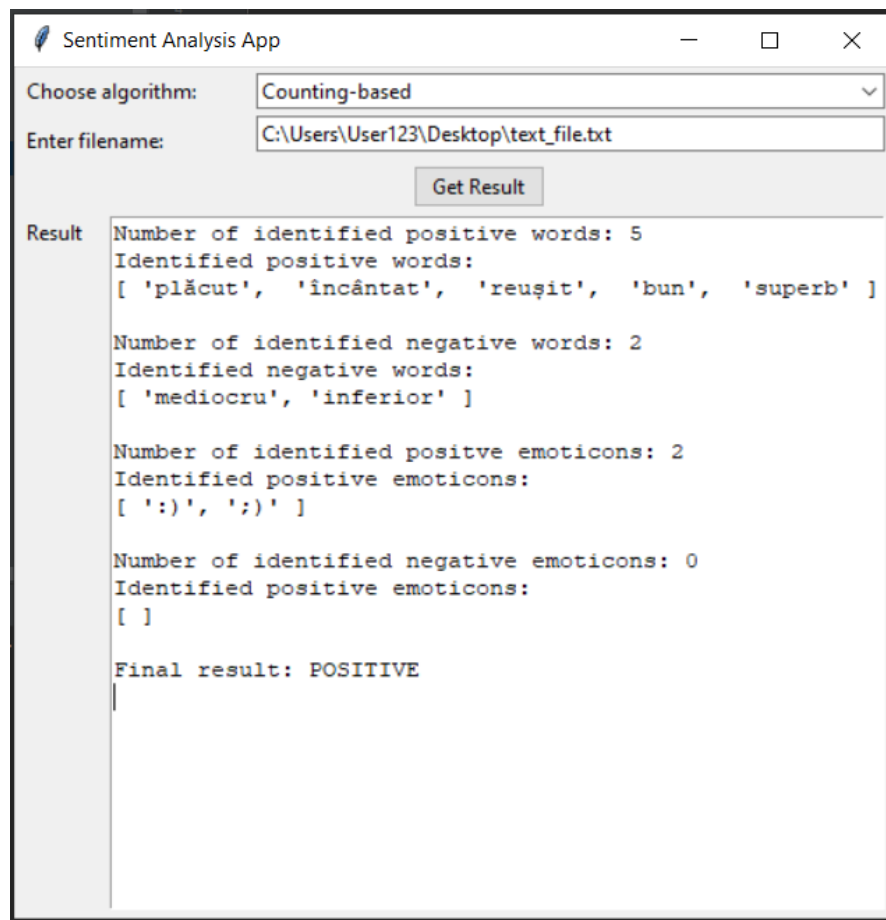 Sentiment Analysis App
Choose algorithm: Counting-based
Enter filename: C:\Users\User123\Desktop\text_file.txt
Get Result
Result
Number of identified positive words: 5
Identified positive words:
[ 'plăcut', 'încântat', 'reușit', 'bun', 'superb' ]
Number of identified negative words: 2
Identified negative words:
[ 'mediocru', 'inferior' ]
Number of identified positve emoticons: 2
Identified positive emoticons:
[ ':)', ';)' ]
Number of identified negative emoticons: 0
Identified positive emoticons:
[ ]
Final result: POSITIVE